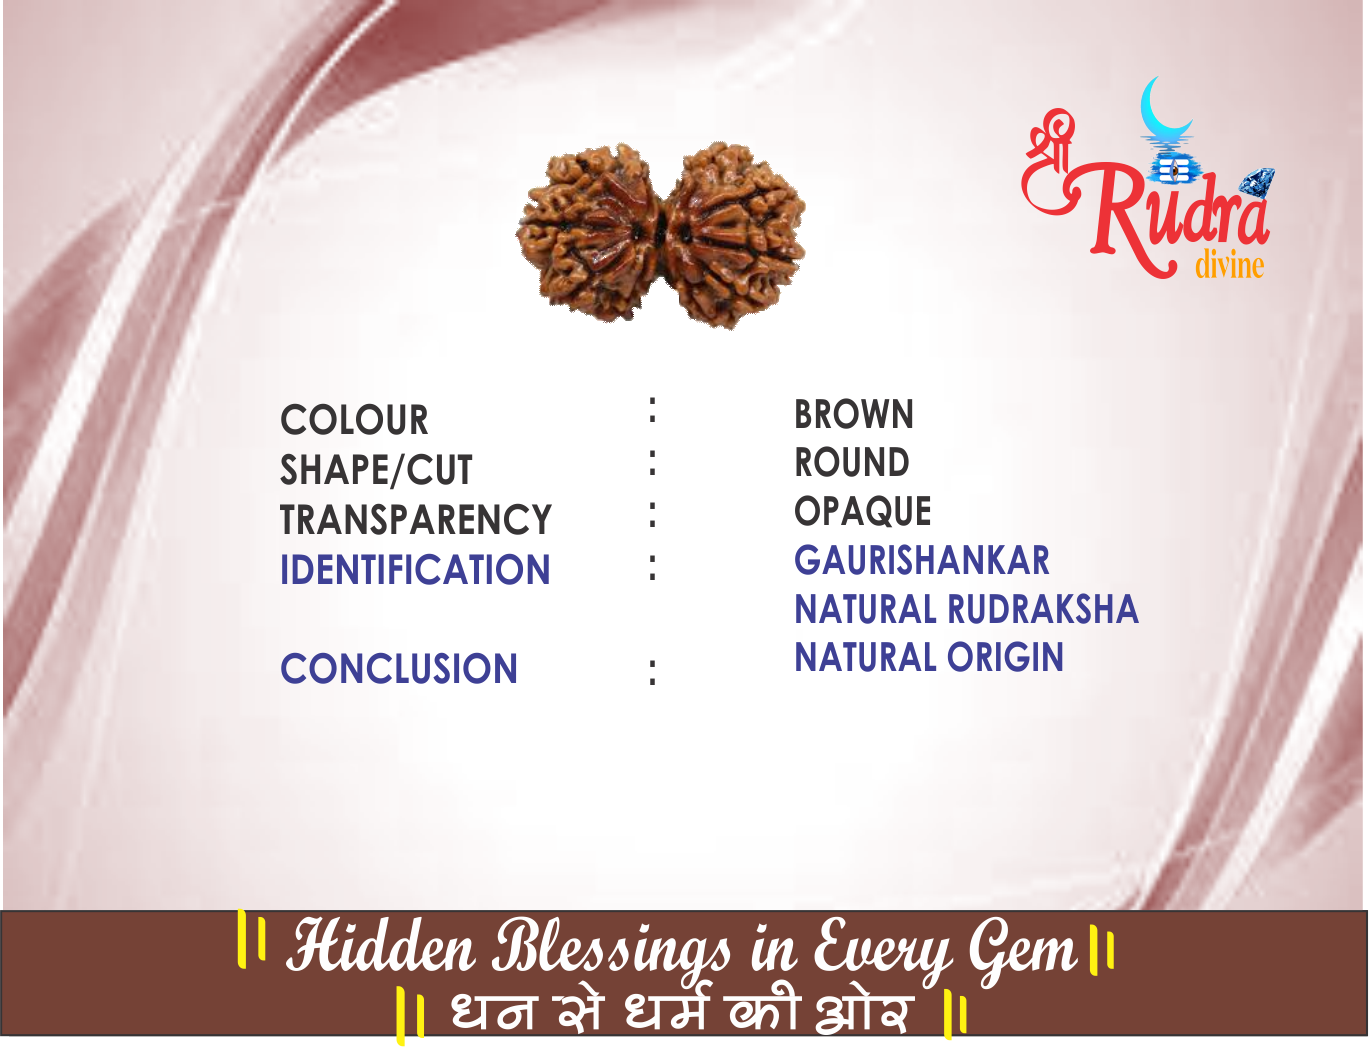 श्री
Rudra
divine
COLOUR : BROWN
SHAPE/CUT : ROUND
TRANSPARENCY : OPAQUE
IDENTIFICATION : GAURISHANKAR
NATURAL RUDRAKSHA
CONCLUSION : NATURAL ORIGIN
॥ Hidden Blessings in Every Gem ॥
॥ धन से धर्म की ओर ॥